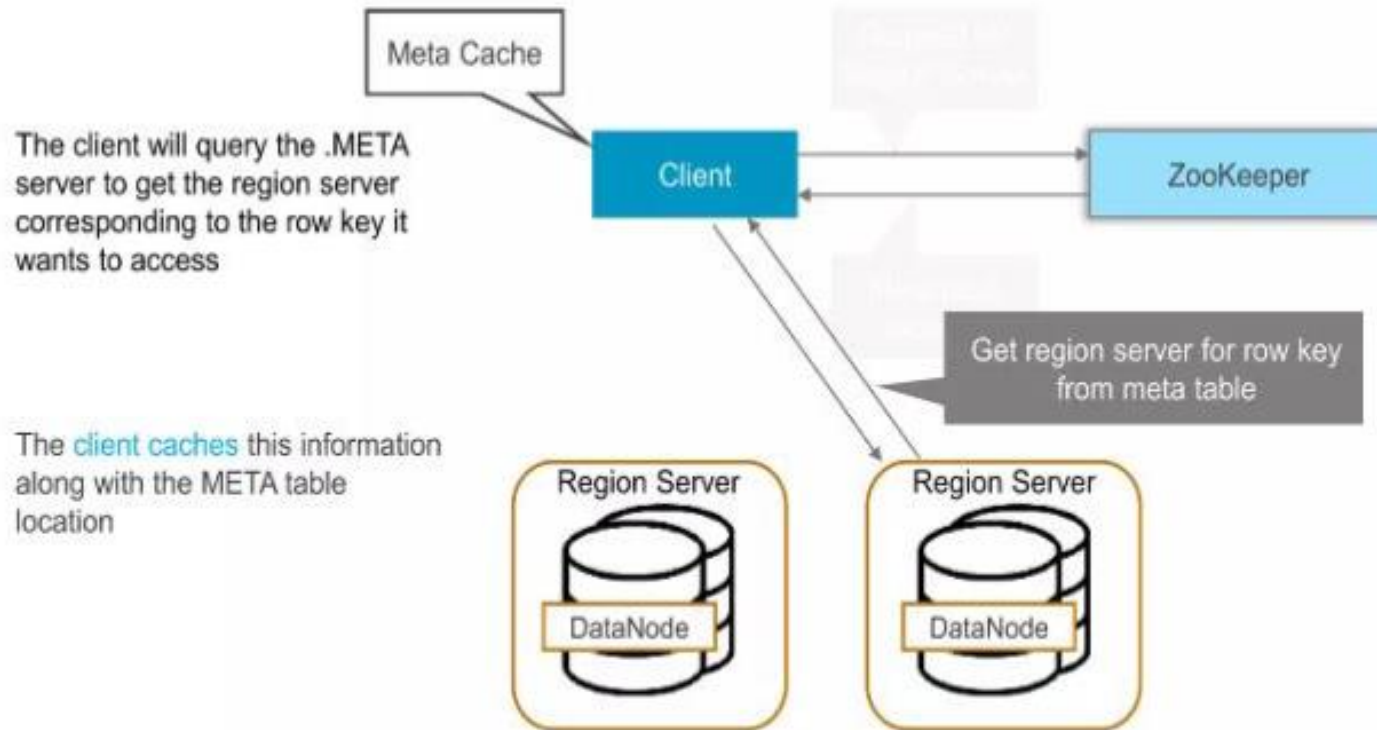 Meta Cache
The client will query the .META
server to get the region server
corresponding to the row key it
wants to access
Client
ZooKeeper
Get region server for row key
from meta table
The client caches this information
along with the META table
location
Region Server
DataNode
Region Server
DataNode